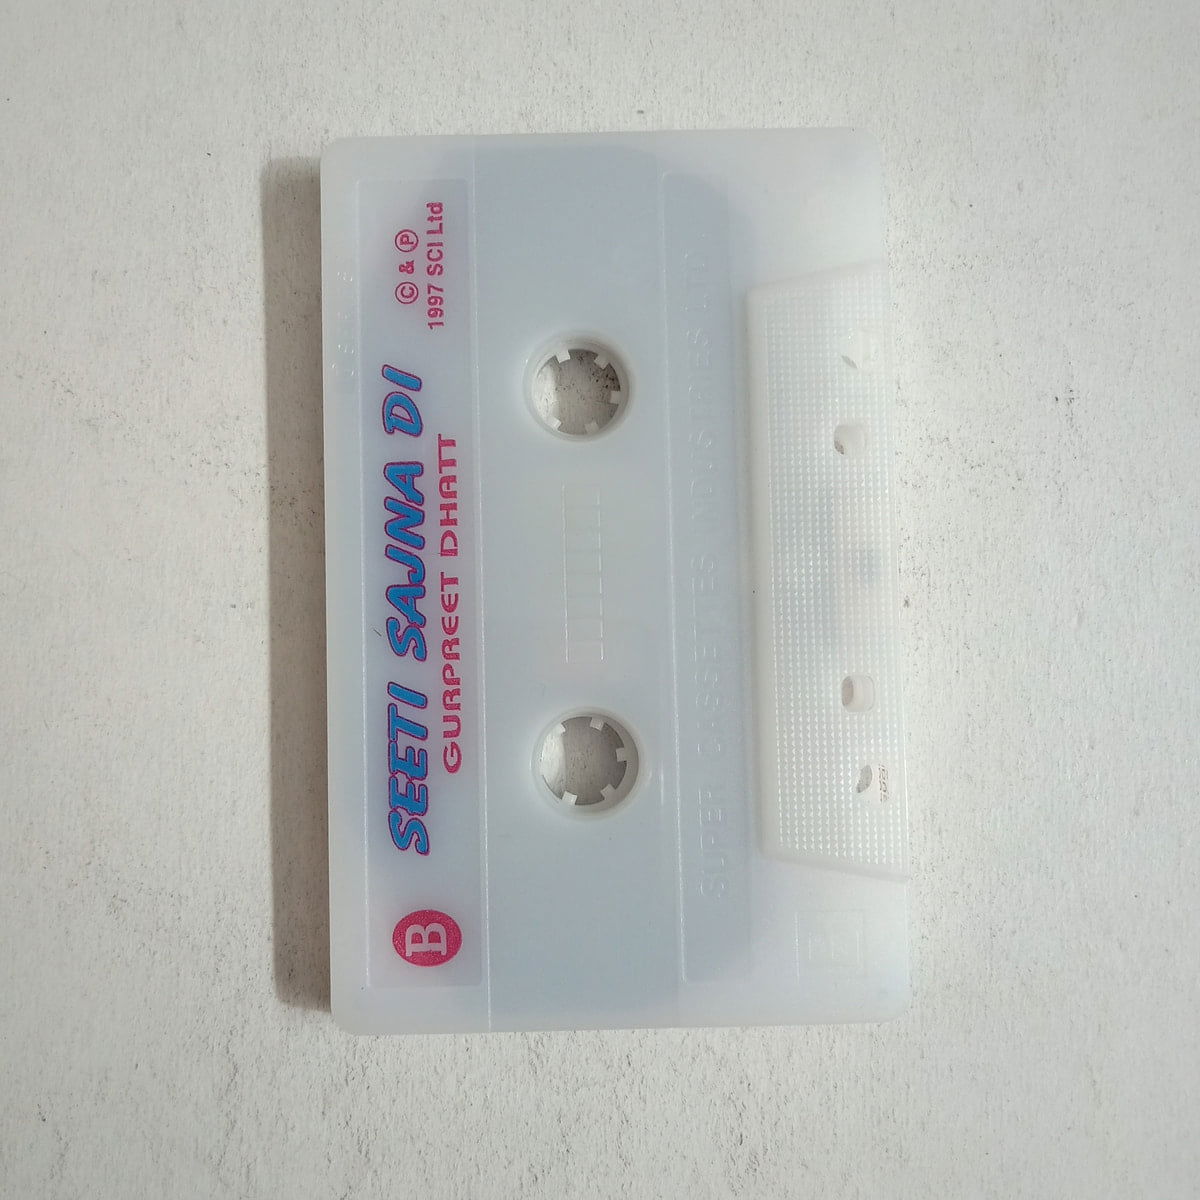 SEETI SAJNA DI
GURPREET DHATT
© & ℗
1997 SCI Ltd
B
SUPER CASSETTES INDUSTRIES LTD